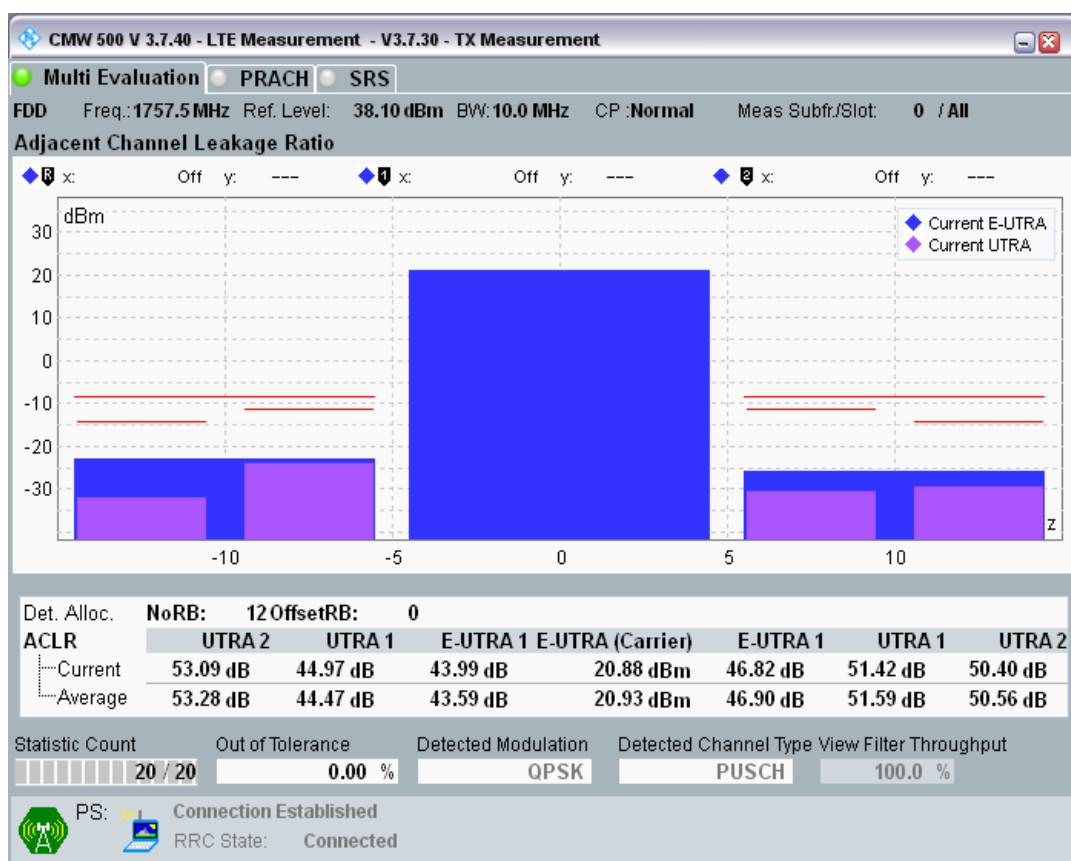 CMW 500 V 3.7.40 - LTE Measurement - V3.7.30 - TX Measurement
Multi Evaluation PRACH SRS
FDD Freq.: 1757.5 MHz Ref. Level: 38.10 dBm BW: 10.0 MHz CP : Normal Meas Subfr./Slot: 0 / All
Adjacent Channel Leakage Ratio
R x: Off y: --- 1 x: Off y: --- 2 x: Off y: ---
dBm
Current E-UTRA
Current UTRA
30
20
10
0
-10
-20
-30
z
-10 -5 0 5 10
Det. Alloc. NoRB: 12 OffsetRB: 0
ACLR UTRA 2 UTRA 1 E-UTRA 1 E-UTRA (Carrier) E-UTRA 1 UTRA 1 UTRA 2
Current 53.09 dB 44.97 dB 43.99 dB 20.88 dBm 46.82 dB 51.42 dB 50.40 dB
Average 53.28 dB 44.47 dB 43.59 dB 20.93 dBm 46.90 dB 51.59 dB 50.56 dB
Statistic Count Out of Tolerance Detected Modulation Detected Channel Type View Filter Throughput
20 / 20 0.00 % QPSK PUSCH 100.0 %
PS: Connection Established
RRC State: Connected